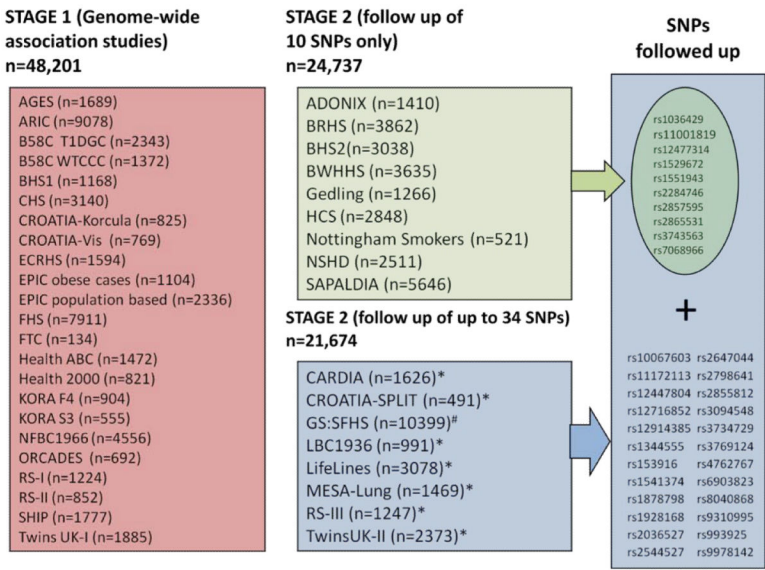 STAGE 1 (Genome-wide
association studies)
n=48,201
AGES (n=1689)
ARIC (n=9078)
B58C T1DGC (n=2343)
B58C WTCCC (n=1372)
BHS1 (n=1168)
CHS (n=3140)
CROATIA-Korcula (n=825)
CROATIA-Vis (n=769)
ECRHS (n=1594)
EPIC obese cases (n=1104)
EPIC population based (n=2336)
FHS (n=7911)
FTC (n=134)
Health ABC (n=1472)
Health 2000 (n=821)
KORA F4 (n=904)
KORA S3 (n=555)
NFBC1966 (n=4556)
ORCADES (n=692)
RS-I (n=1224)
RS-II (n=852)
SHIP (n=1777)
Twins UK-I (n=1885)
STAGE 2 (follow up of
10 SNPs only)
n=24,737
ADONIX (n=1410)
BRHS (n=3862)
BHS2(n=3038)
BWHHS (n=3635)
Gedling (n=1266)
HCS (n=2848)
Nottingham Smokers (n=521)
NSHD (n=2511)
SAPALDIA (n=5646)
STAGE 2 (follow up of up to 34 SNPs)
n=21,674
CARDIA (n=1626)*
CROATIA-SPLIT (n=491)*
GS:SFHS (n=10399)#
LBC1936 (n=991)*
LifeLines (n=3078)*
MESA-Lung (n=1469)*
RS-III (n=1247)*
TwinsUK-II (n=2373)*
SNPs
followed up
rs1036429
rs11001819
rs12477314
rs1529672
rs1551943
rs2284746
rs2857595
rs2865531
rs3743563
rs7068966
+
rs10067603 rs2647044
rs11172113 rs2798641
rs12447804 rs2855812
rs12716852 rs3094548
rs12914385 rs3734729
rs1344555 rs3769124
rs153916 rs4762767
rs1541374 rs6903823
rs1878798 rs8040868
rs1928168 rs9310995
rs2036527 rs993925
rs2544527 rs9978142